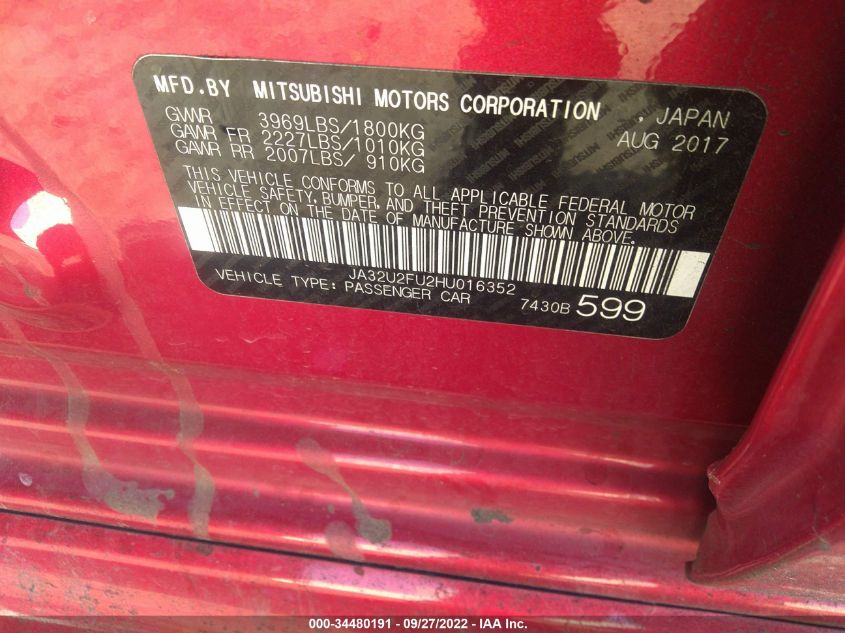 MFD.BY MITSUBISHI MOTORS CORPORATION , JAPAN
GVWR 3969LBS/1800KG AUG 2017
GAWR FR 2227LBS/1010KG
GAWR RR 2007LBS/ 910KG
THIS VEHICLE CONFORMS TO ALL APPLICABLE FEDERAL MOTOR
VEHICLE SAFETY, BUMPER, AND THEFT PREVENTION STANDARDS
IN EFFECT ON THE DATE OF MANUFACTURE SHOWN ABOVE.
JA32U2FU2HU016352
VEHICLE TYPE: PASSENGER CAR 7430B 599
000-34480191 - 09/27/2022 - IAA Inc.